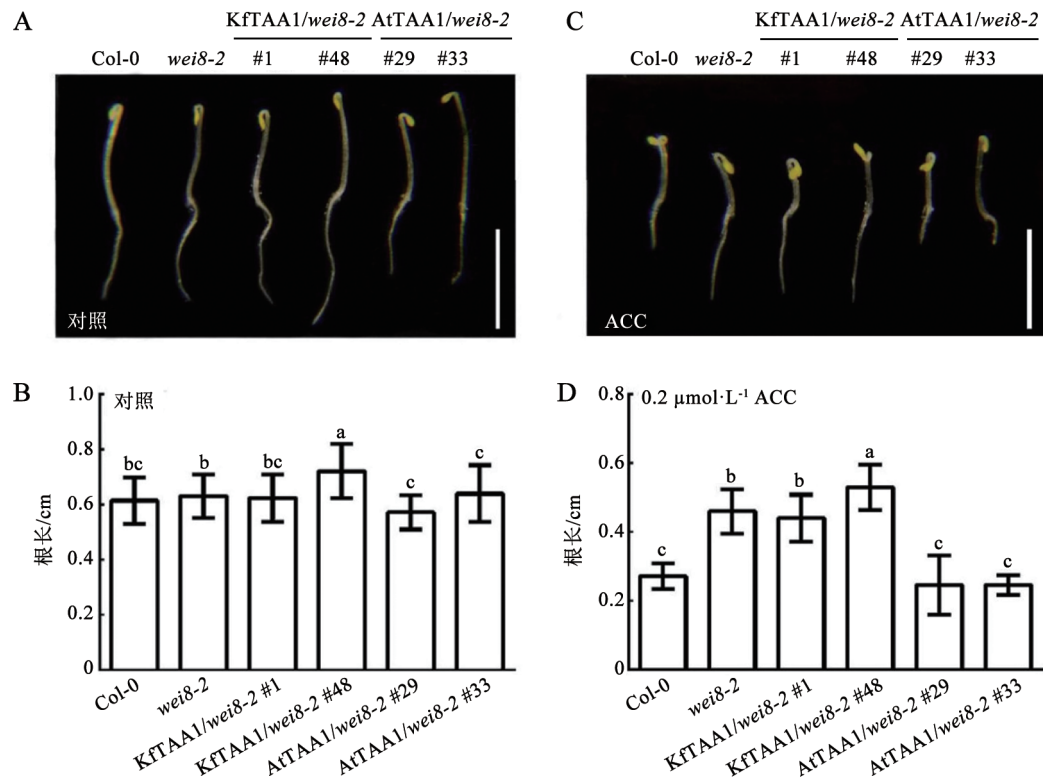 A
KfTAA1/wei8-2 AtTAA1/wei8-2
Col-0 wei8-2 #1 #48 #29 #33
对照
C
KfTAA1/wei8-2 AtTAA1/wei8-2
Col-0 wei8-2 #1 #48 #29 #33
ACC
B
对照
根长/cm
1.0
0.8
0.6
0.4
0.2
0
bc b bc a c c
Col-0
wei8-2
KfTAA1/wei8-2 #1
KfTAA1/wei8-2 #48
AtTAA1/wei8-2 #29
AtTAA1/wei8-2 #33
D
0.2 μmol·L⁻¹ ACC
根长/cm
0.8
0.6
0.4
0.2
0
c b b a c c
Col-0
wei8-2
KfTAA1/wei8-2 #1
KfTAA1/wei8-2 #48
AtTAA1/wei8-2 #29
AtTAA1/wei8-2 #33